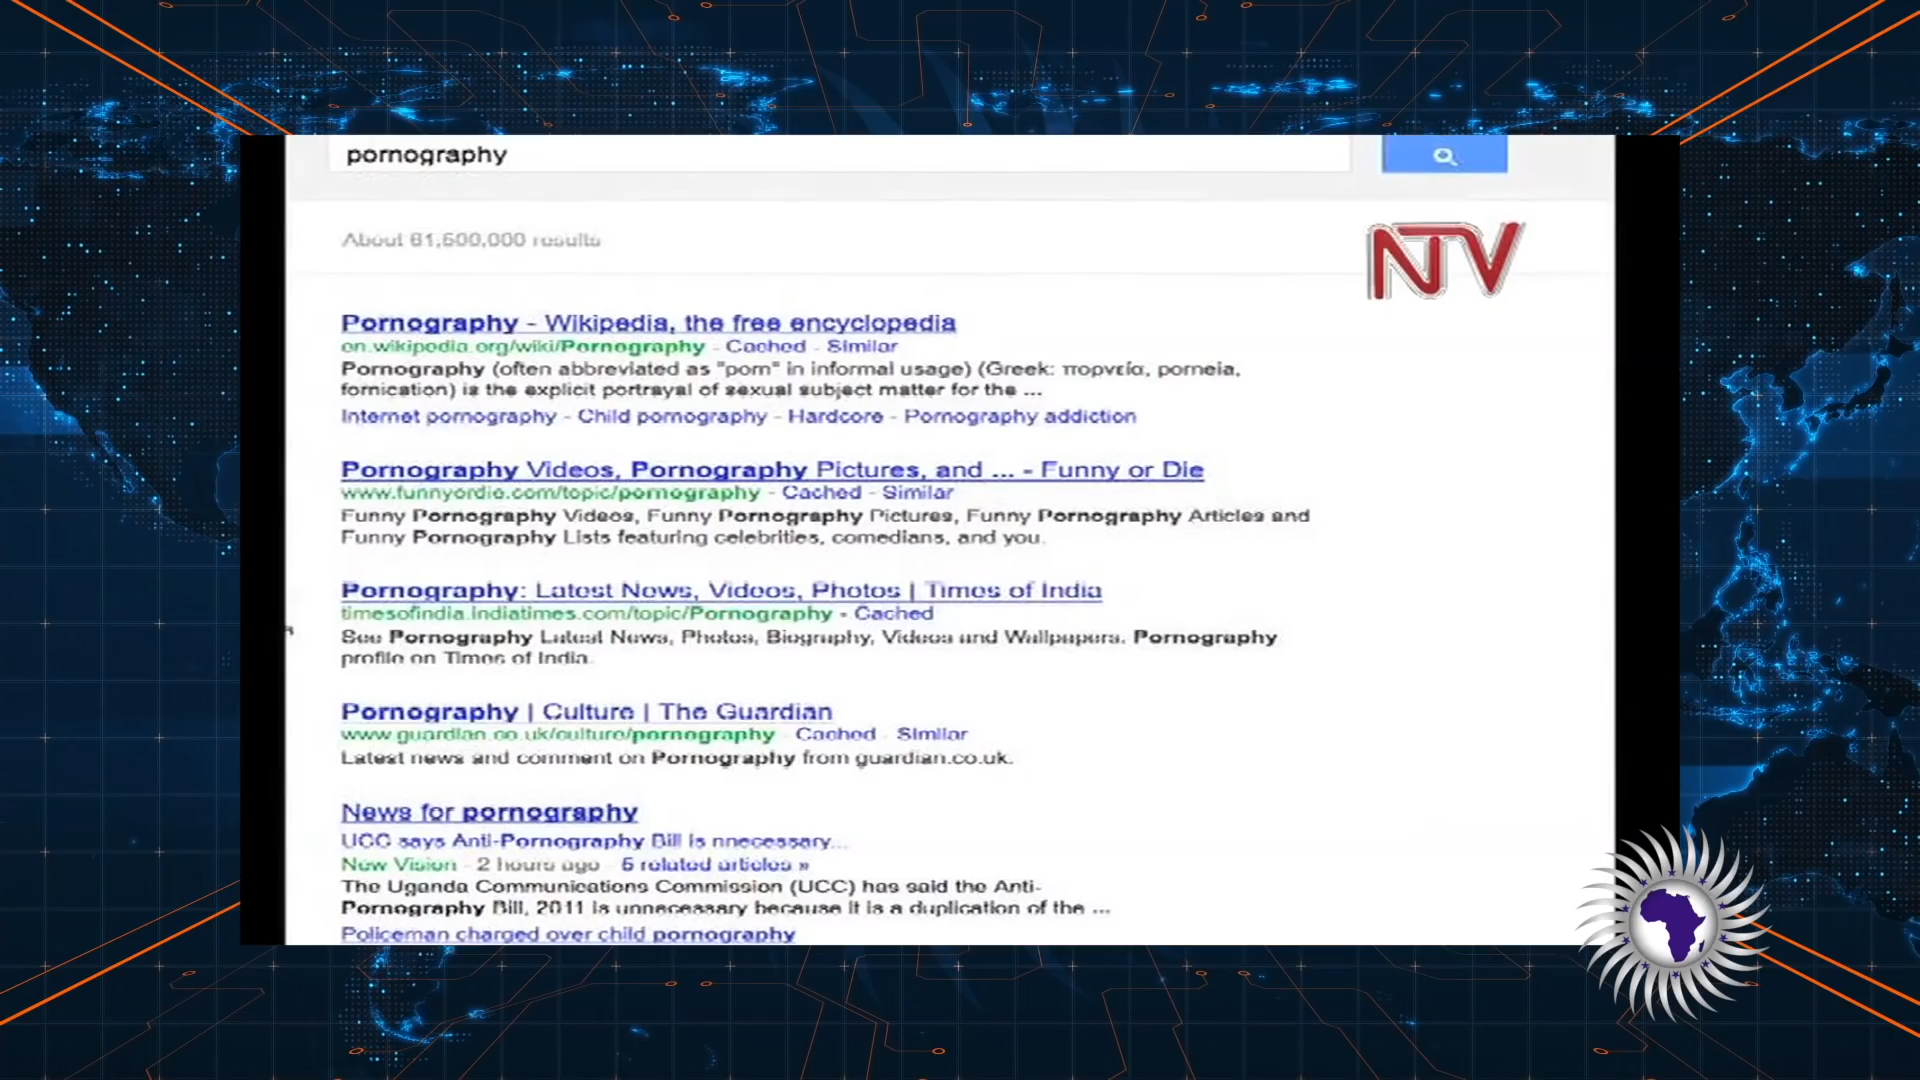 pornography
About 61,500,000 results
NTV
Pornography - Wikipedia, the free encyclopedia
en.wikipedia.org/wiki/Pornography - Cached - Similar
Pornography (often abbreviated as "porn" in informal usage) (Greek: πορνεία, porneia,
fornication) is the explicit portrayal of sexual subject matter for the ...
Internet pornography - Child pornography - Hardcore - Pornography addiction
Pornography Videos, Pornography Pictures, and ... - Funny or Die
www.funnyordie.com/topic/pornography - Cached - Similar
Funny Pornography Videos, Funny Pornography Pictures, Funny Pornography Articles and
Funny Pornography Lists featuring celebrities, comedians, and you.
Pornography: Latest News, Videos, Photos | Times of India
timesofindia.indiatimes.com/topic/Pornography - Cached
See Pornography Latest News, Photos, Biography, Videos and Wallpapers. Pornography
profile on Times of India.
Pornography | Culture | The Guardian
www.guardian.co.uk/culture/pornography - Cached - Similar
Latest news and comment on Pornography from guardian.co.uk.
News for pornography
UCC says Anti-Pornography Bill is nnecessary...
New Vision - 2 hours ago - 5 related articles »
The Uganda Communications Commission (UCC) has said the Anti-
Pornography Bill, 2011 is unnecessary because it is a duplication of the ...
Policeman charged over child pornography